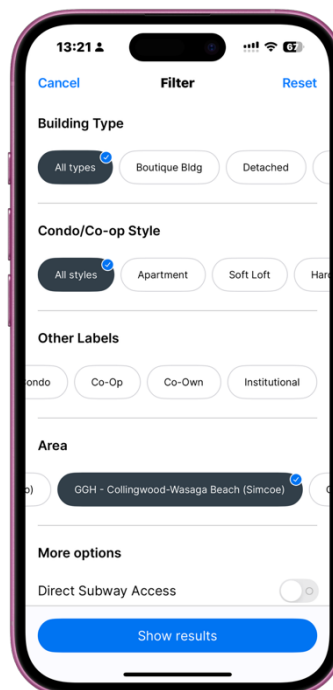 13:21 67
Cancel Filter Reset
Building Type
All types Boutique Bldg Detached
Condo/Co-op Style
All styles Apartment Soft Loft Hard
Other Labels
ondo Co-Op Co-Own Institutional
Area
o) GGH - Collingwood-Wasaga Beach (Simcoe)
More options
Direct Subway Access
Show results